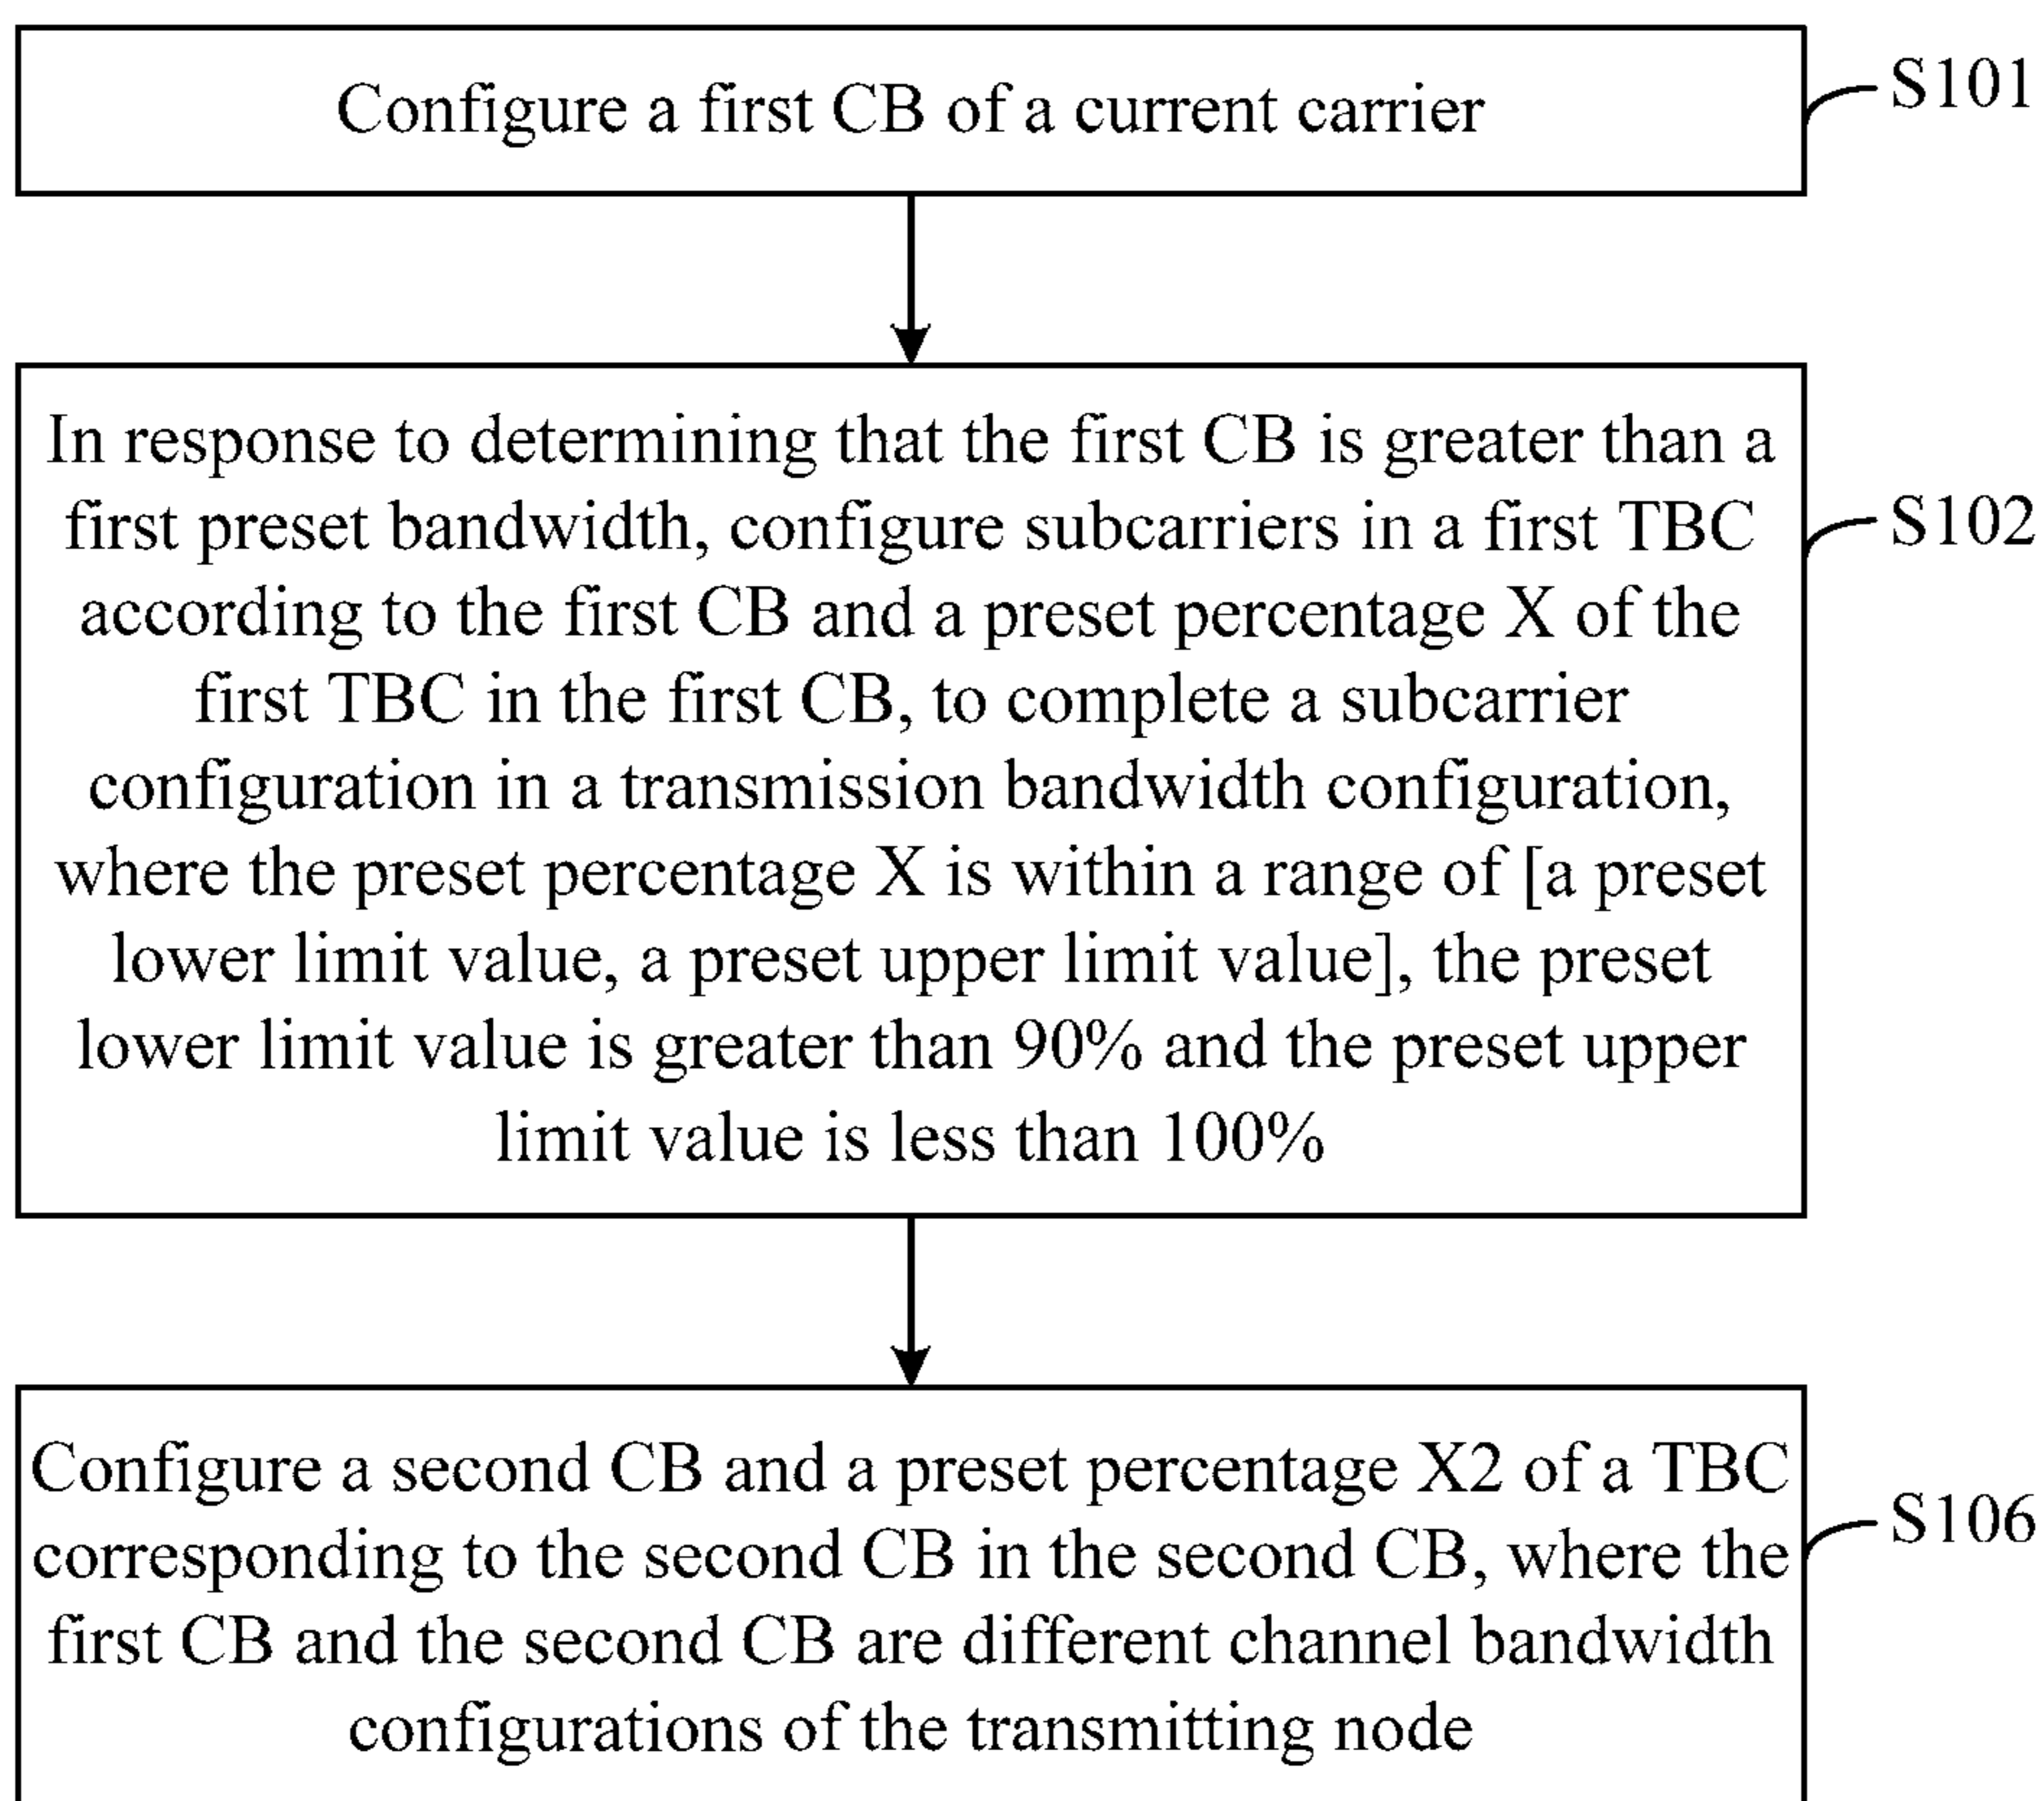 Configure a first CB of a current carrier
S101
In response to determining that the first CB is greater than a
first preset bandwidth, configure subcarriers in a first TBC
according to the first CB and a preset percentage X of the
first TBC in the first CB, to complete a subcarrier
configuration in a transmission bandwidth configuration,
where the preset percentage X is within a range of [a preset
lower limit value, a preset upper limit value], the preset
lower limit value is greater than 90% and the preset upper
limit value is less than 100%
S102
Configure a second CB and a preset percentage X2 of a TBC
corresponding to the second CB in the second CB, where the
first CB and the second CB are different channel bandwidth
configurations of the transmitting node
S106